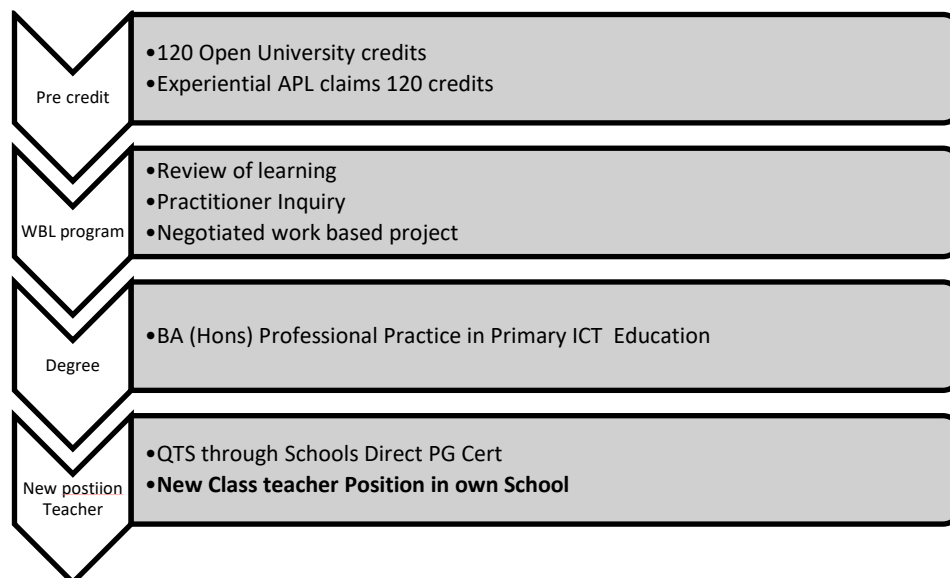 Pre credit
•120 Open University credits
•Experiential APL claims 120 credits
WBL program
•Review of learning
•Practitioner Inquiry
•Negotiated work based project
Degree
•BA (Hons) Professional Practice in Primary ICT  Education
New postiion
Teacher
•QTS through Schools Direct PG Cert
•New Class teacher Position in own School